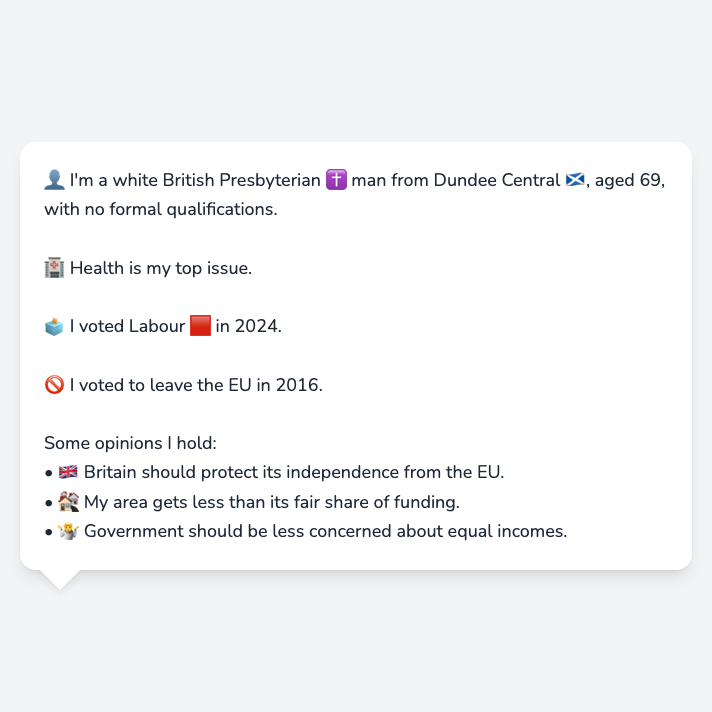 👤 I'm a white British Presbyterian ✝️ man from Dundee Central 🏴󠁧󠁢󠁳󠁣󠁴󠁿, aged 69,
with no formal qualifications.
🏥 Health is my top issue.
🗳️ I voted Labour 🟥 in 2024.
🚫 I voted to leave the EU in 2016.
Some opinions I hold:
• 🇬🇧 Britain should protect its independence from the EU.
• 🏘️ My area gets less than its fair share of funding.
• 🤷 Government should be less concerned about equal incomes.